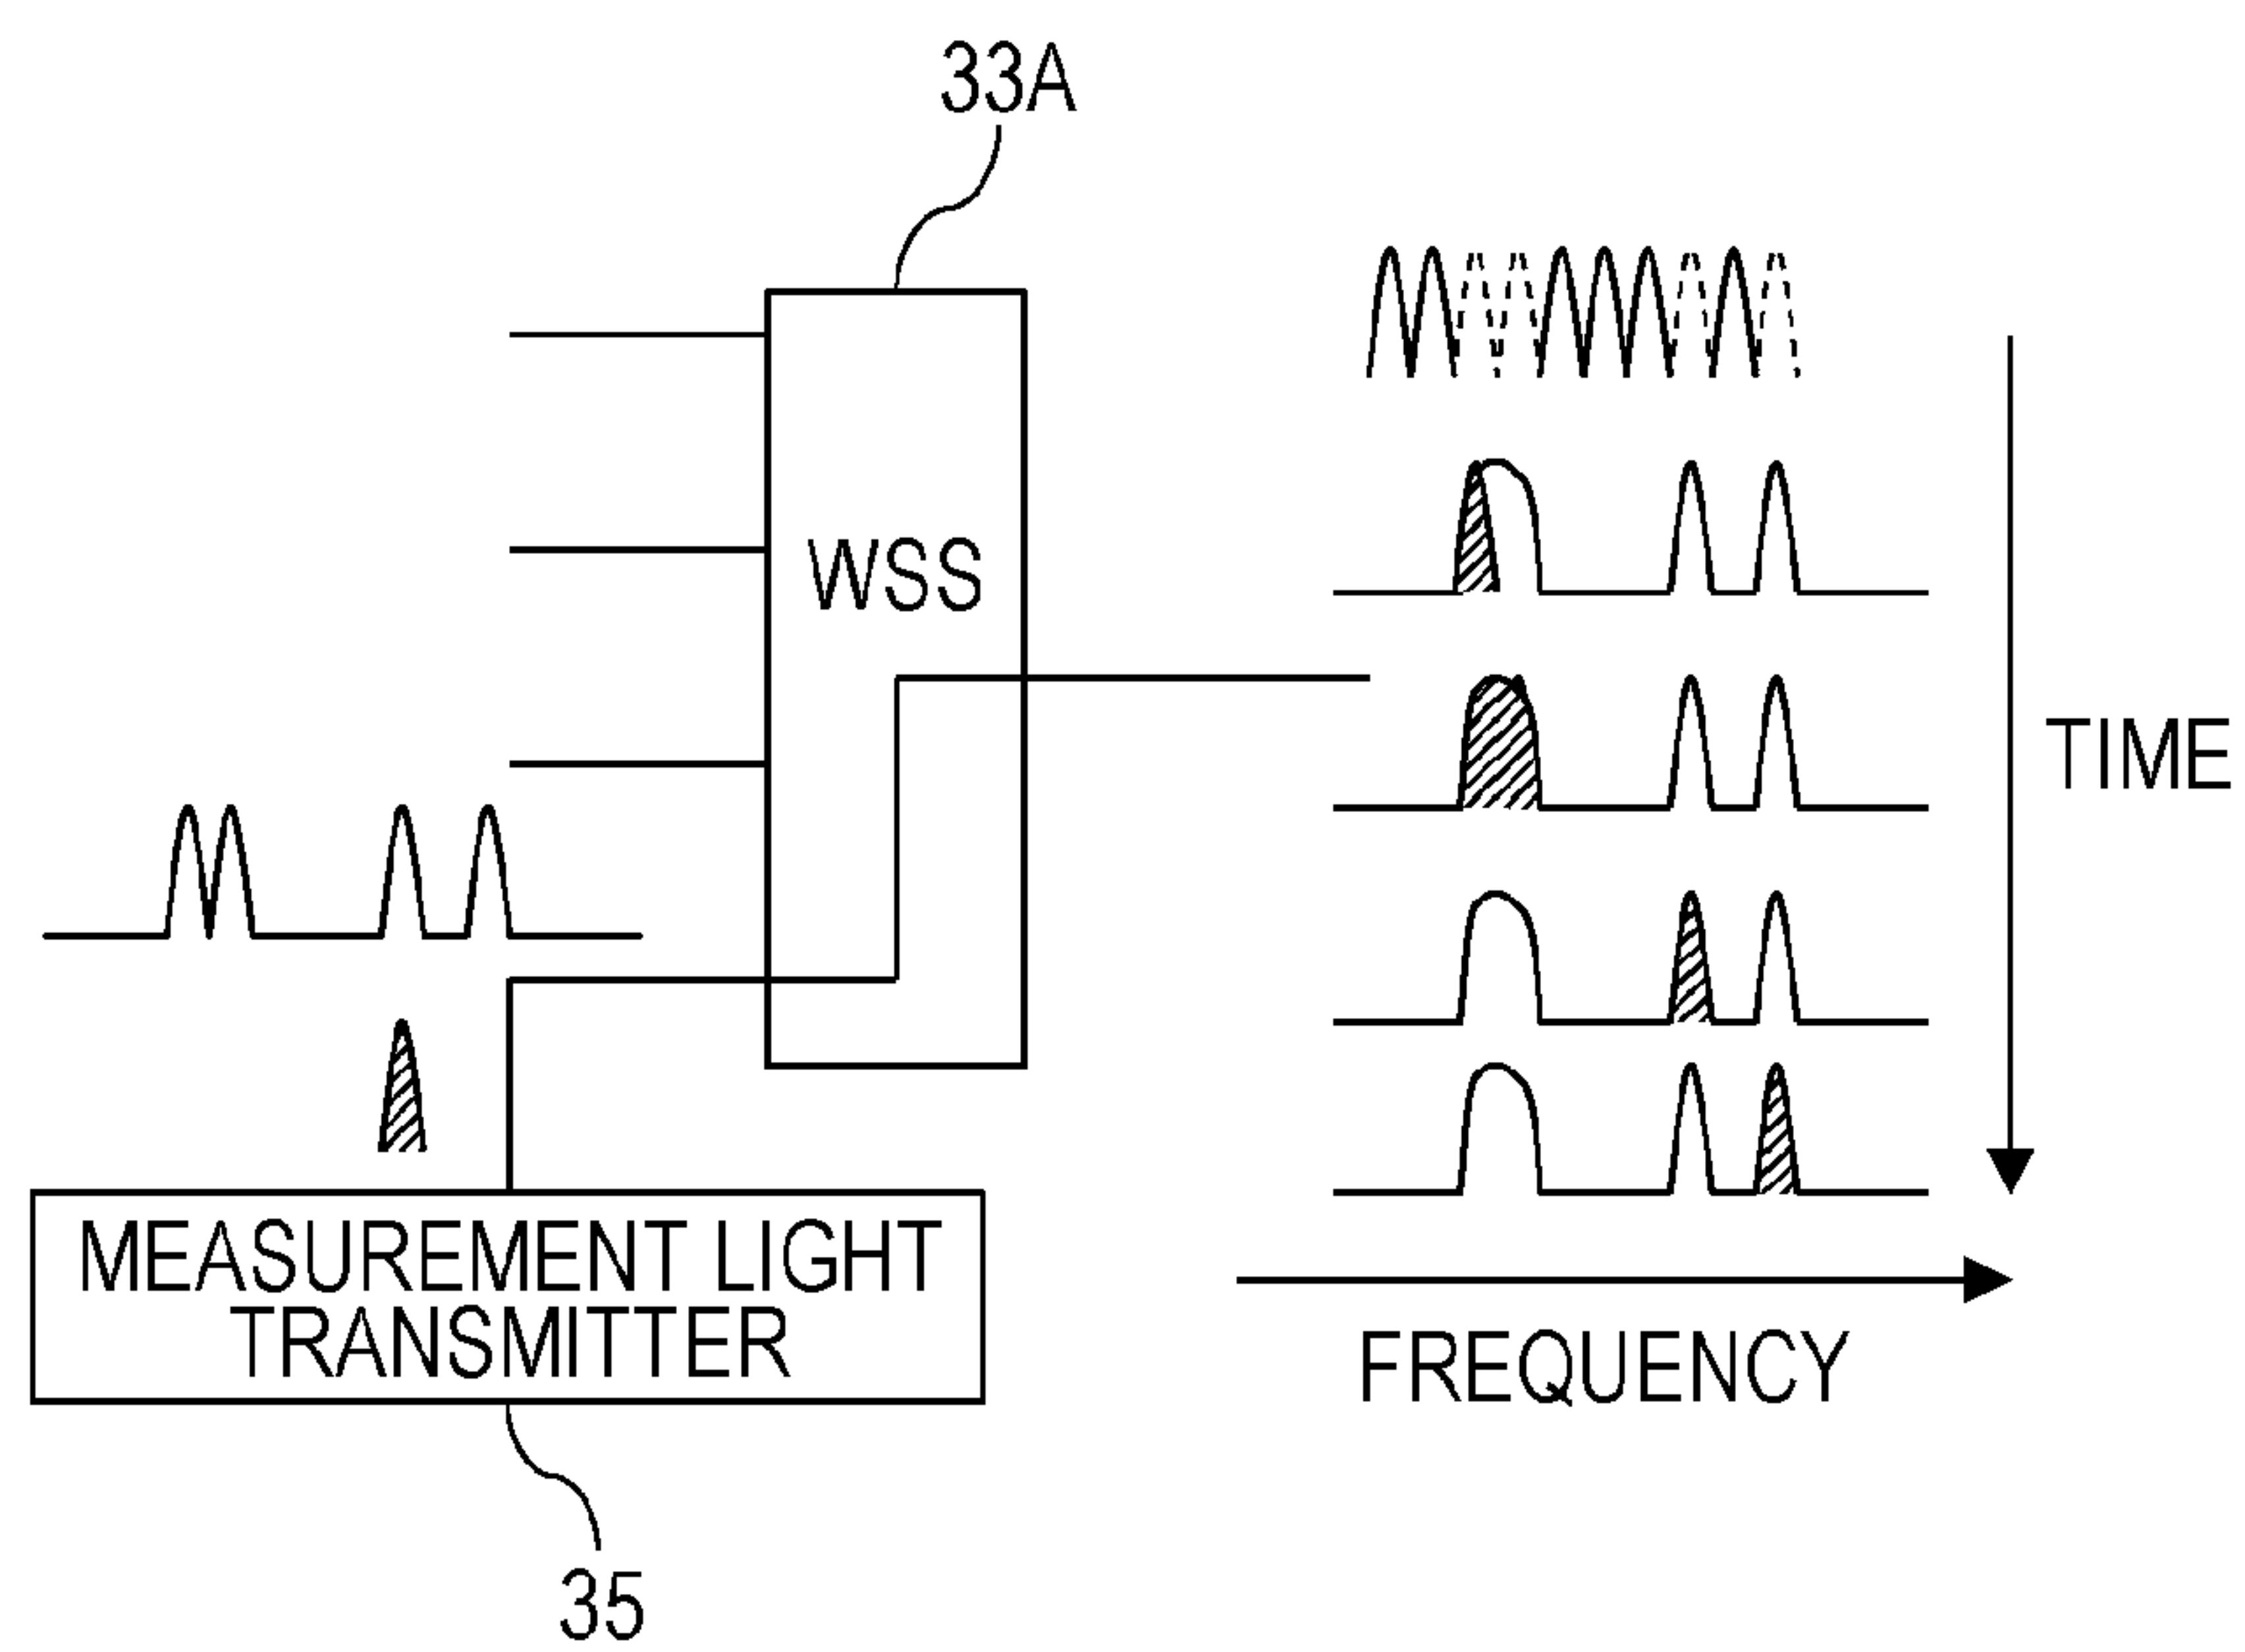 33A
WSS
TIME
MEASUREMENT LIGHT
TRANSMITTER
FREQUENCY
35